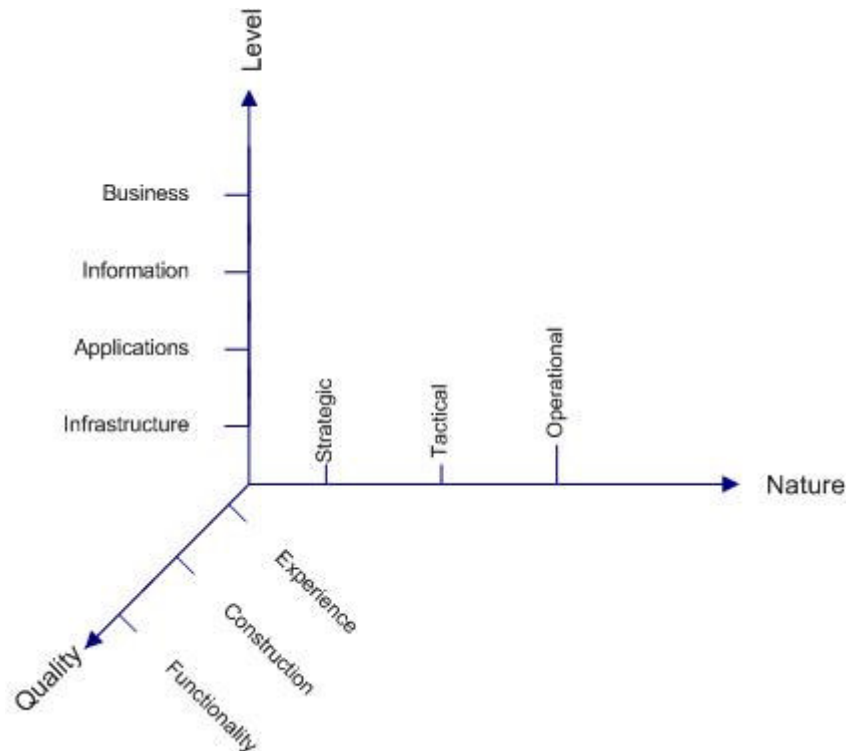 Level
Business
Information
Applications
Infrastructure
Strategic
Tactical
Operational
Nature
Experience
Construction
Functionality
Quality